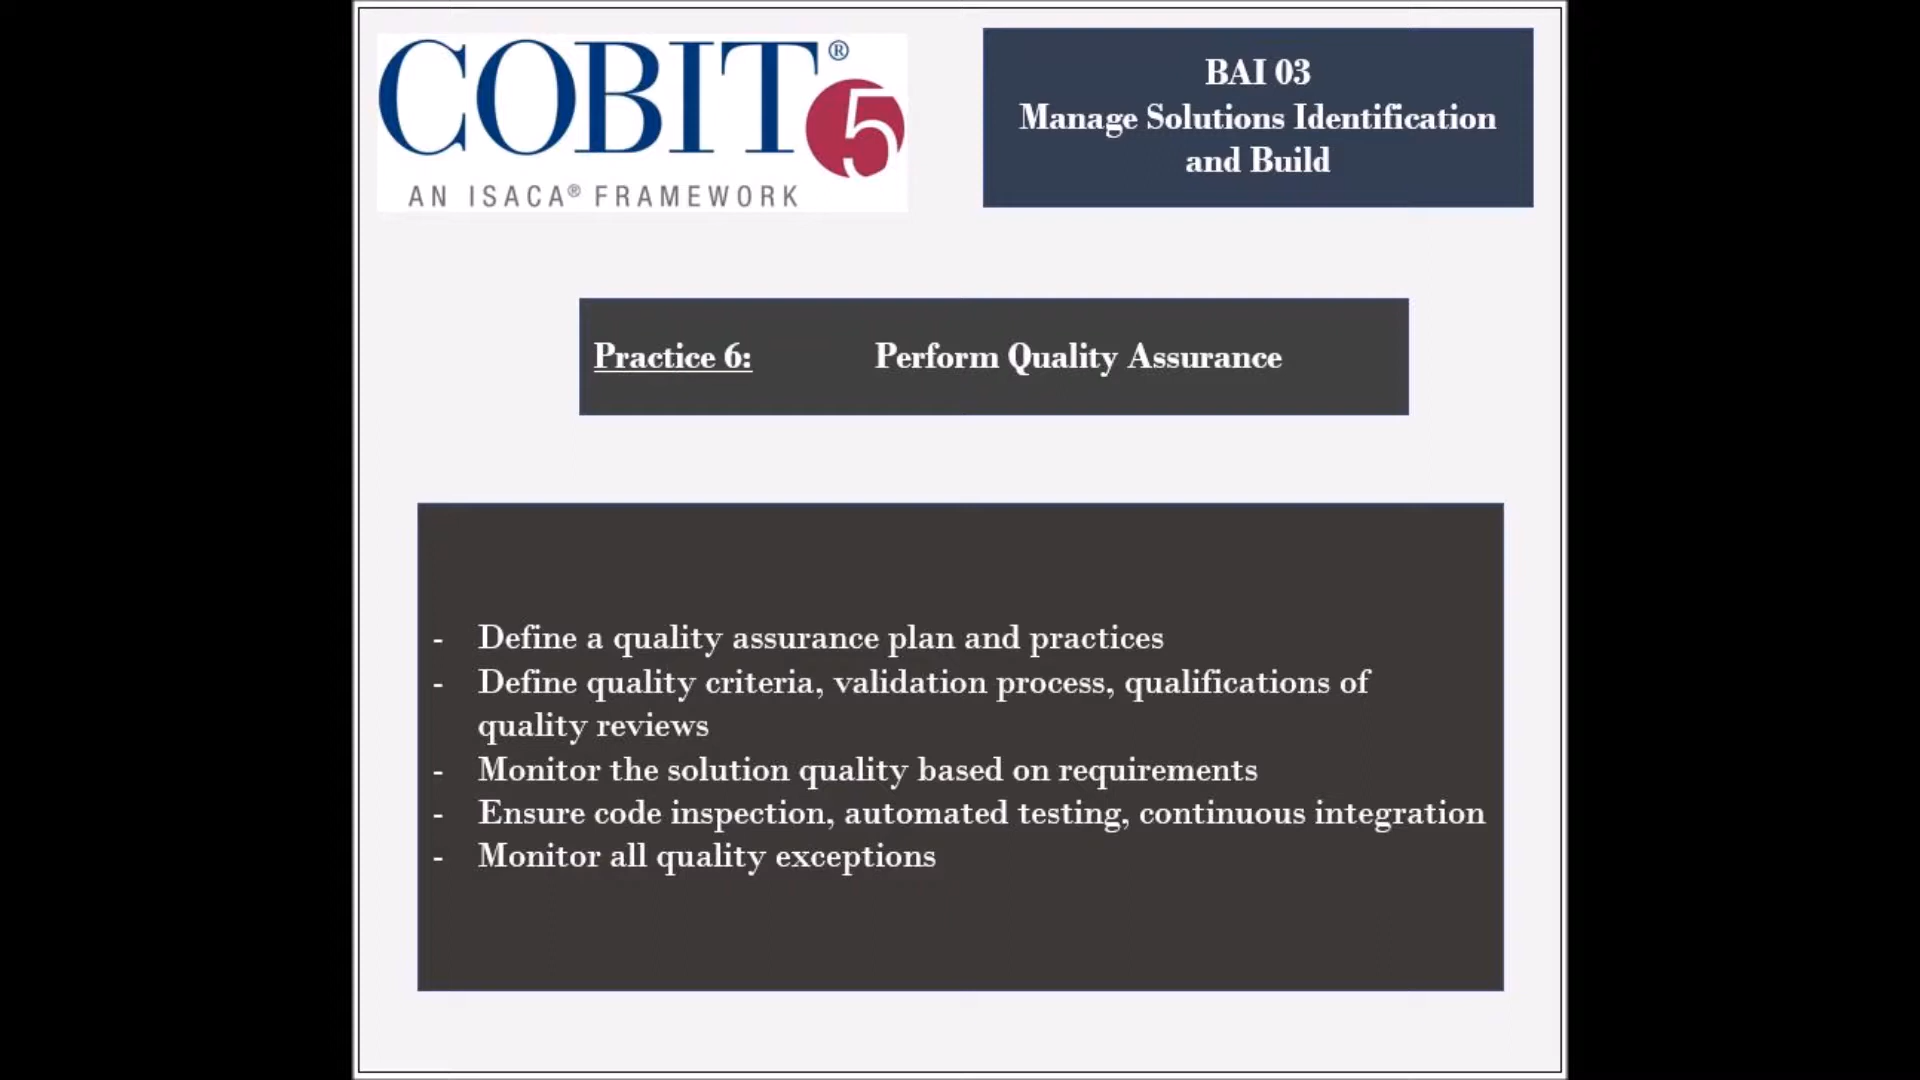 COBIT®5
AN ISACA® FRAMEWORK
BAI 03
Manage Solutions Identification
and Build
Practice 6: Perform Quality Assurance
- Define a quality assurance plan and practices
- Define quality criteria, validation process, qualifications of
quality reviews
- Monitor the solution quality based on requirements
- Ensure code inspection, automated testing, continuous integration
- Monitor all quality exceptions